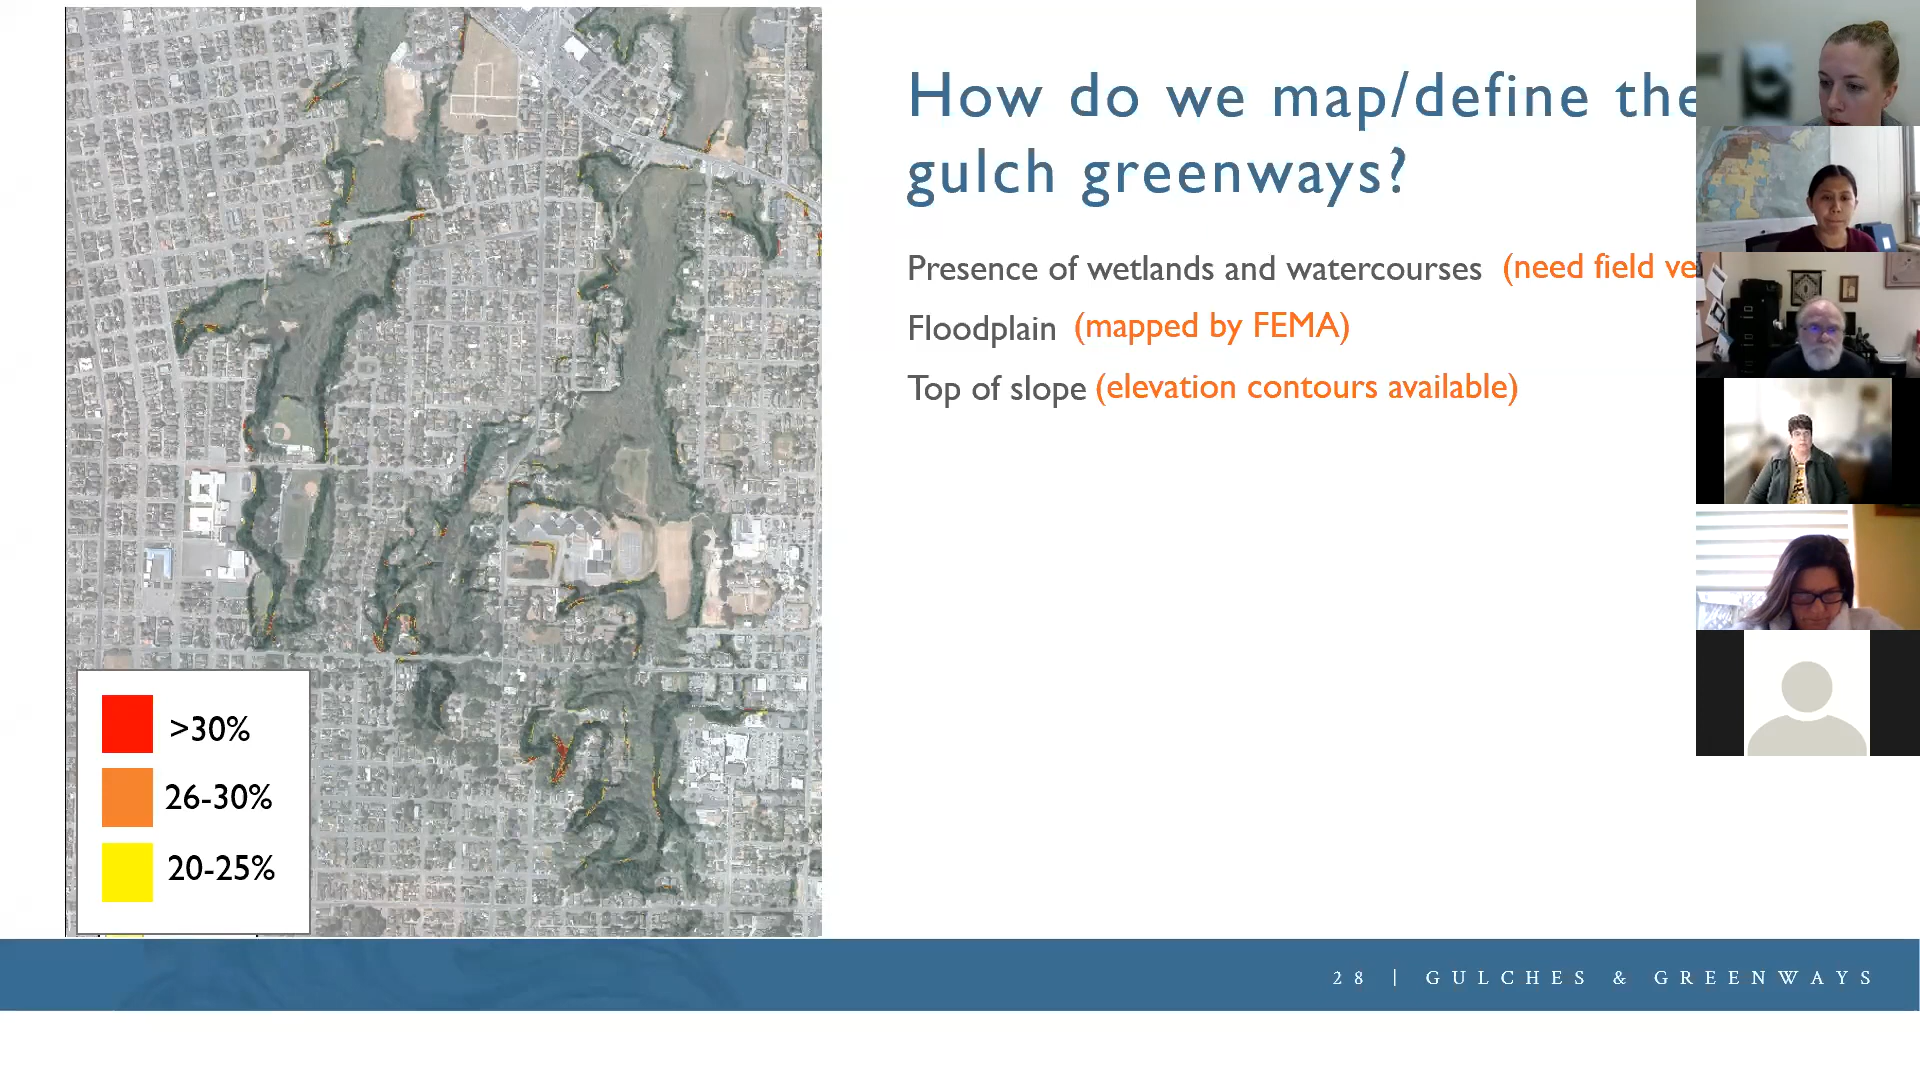 How do we map/define the
gulch greenways?
Presence of wetlands and watercourses (need field ve
Floodplain (mapped by FEMA)
Top of slope (elevation contours available)
>30%
26-30%
20-25%
28 | GULCHES & GREENWAYS